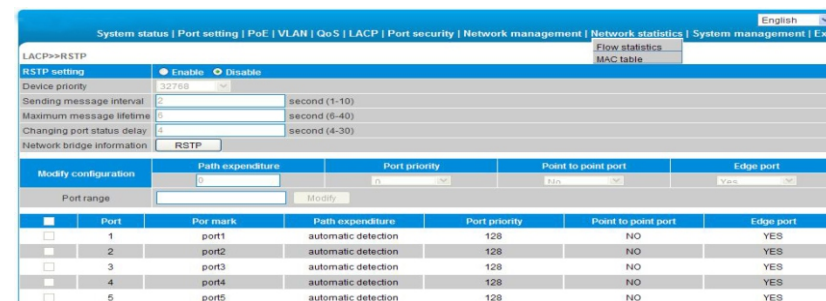 English
System status | Port setting | PoE | VLAN | QoS | LACP | Port security | Network management | Network statistics | System management | Ex
Flow statistics
MAC table
LACP>>RSTP
RSTP setting Enable Disable
Device priority 32768
Sending message interval 2 second (1-10)
Maximum message lifetime 6 second (6-40)
Changing port status delay 4 second (4-30)
Network bridge information RSTP
Modify configuration Path expenditure Port priority Point to point port Edge port
0 0 No Yes
Port range Modify
Port Por mark Path expenditure Port priority Point to point port Edge port
1 port1 automatic detection 128 NO YES
2 port2 automatic detection 128 NO YES
3 port3 automatic detection 128 NO YES
4 port4 automatic detection 128 NO YES
5 port5 automatic detection 128 NO YES